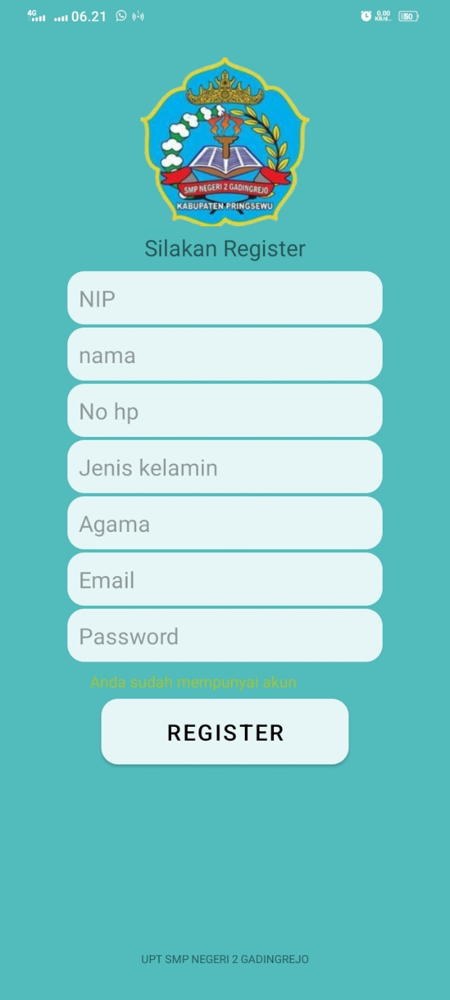 4G 06.21 0.00 50
KB/d...
SMP NEGERI 2 GADINGREJO
KABUPATEN PRINGSEWU
Silakan Register
NIP
nama
No hp
Jenis kelamin
Agama
Email
Password
Anda sudah mempunyai akun
REGISTER
UPT SMP NEGERI 2 GADINGREJO